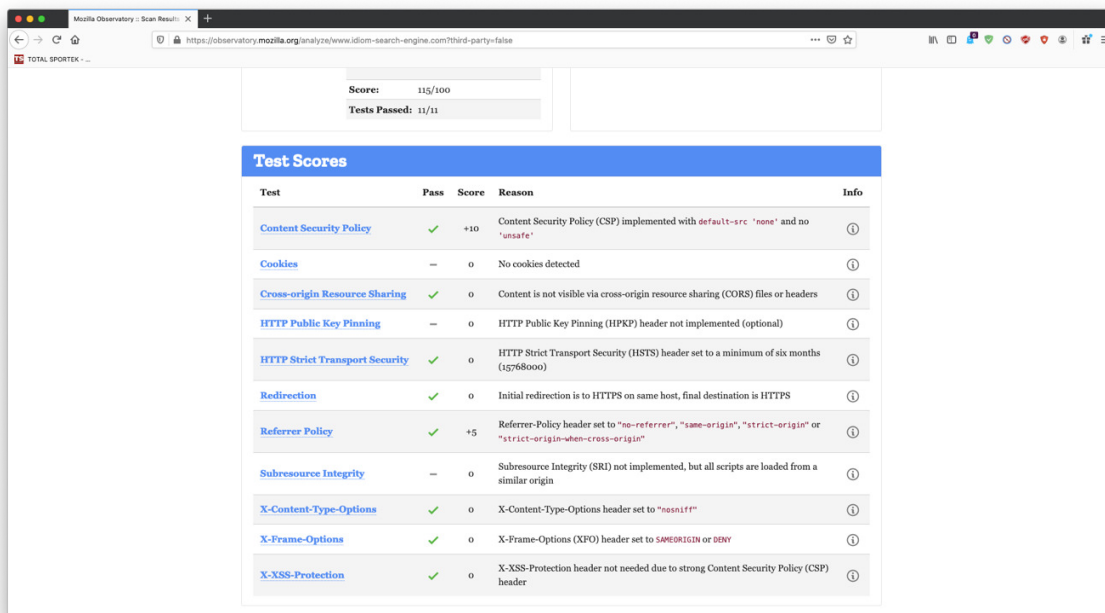 Mozilla Observatory :: Scan Results
https://observatory.mozilla.org/analyze/www.idiom-search-engine.com?third-party=false
TS TOTAL SPORTEK - ...
Score: 115/100
Tests Passed: 11/11
Test Scores
Test Pass Score Reason Info
Content Security Policy +10 Content Security Policy (CSP) implemented with default-src 'none' and no
'unsafe'
Cookies – 0 No cookies detected
Cross-origin Resource Sharing 0 Content is not visible via cross-origin resource sharing (CORS) files or headers
HTTP Public Key Pinning – 0 HTTP Public Key Pinning (HPKP) header not implemented (optional)
HTTP Strict Transport Security 0 HTTP Strict Transport Security (HSTS) header set to a minimum of six months
(15768000)
Redirection 0 Initial redirection is to HTTPS on same host, final destination is HTTPS
Referrer Policy +5 Referrer-Policy header set to "no-referrer", "same-origin", "strict-origin" or
"strict-origin-when-cross-origin"
Subresource Integrity – 0 Subresource Integrity (SRI) not implemented, but all scripts are loaded from a
similar origin
X-Content-Type-Options 0 X-Content-Type-Options header set to "nosniff"
X-Frame-Options 0 X-Frame-Options (XFO) header set to SAMEORIGIN or DENY
X-XSS-Protection 0 X-XSS-Protection header not needed due to strong Content Security Policy (CSP)
header